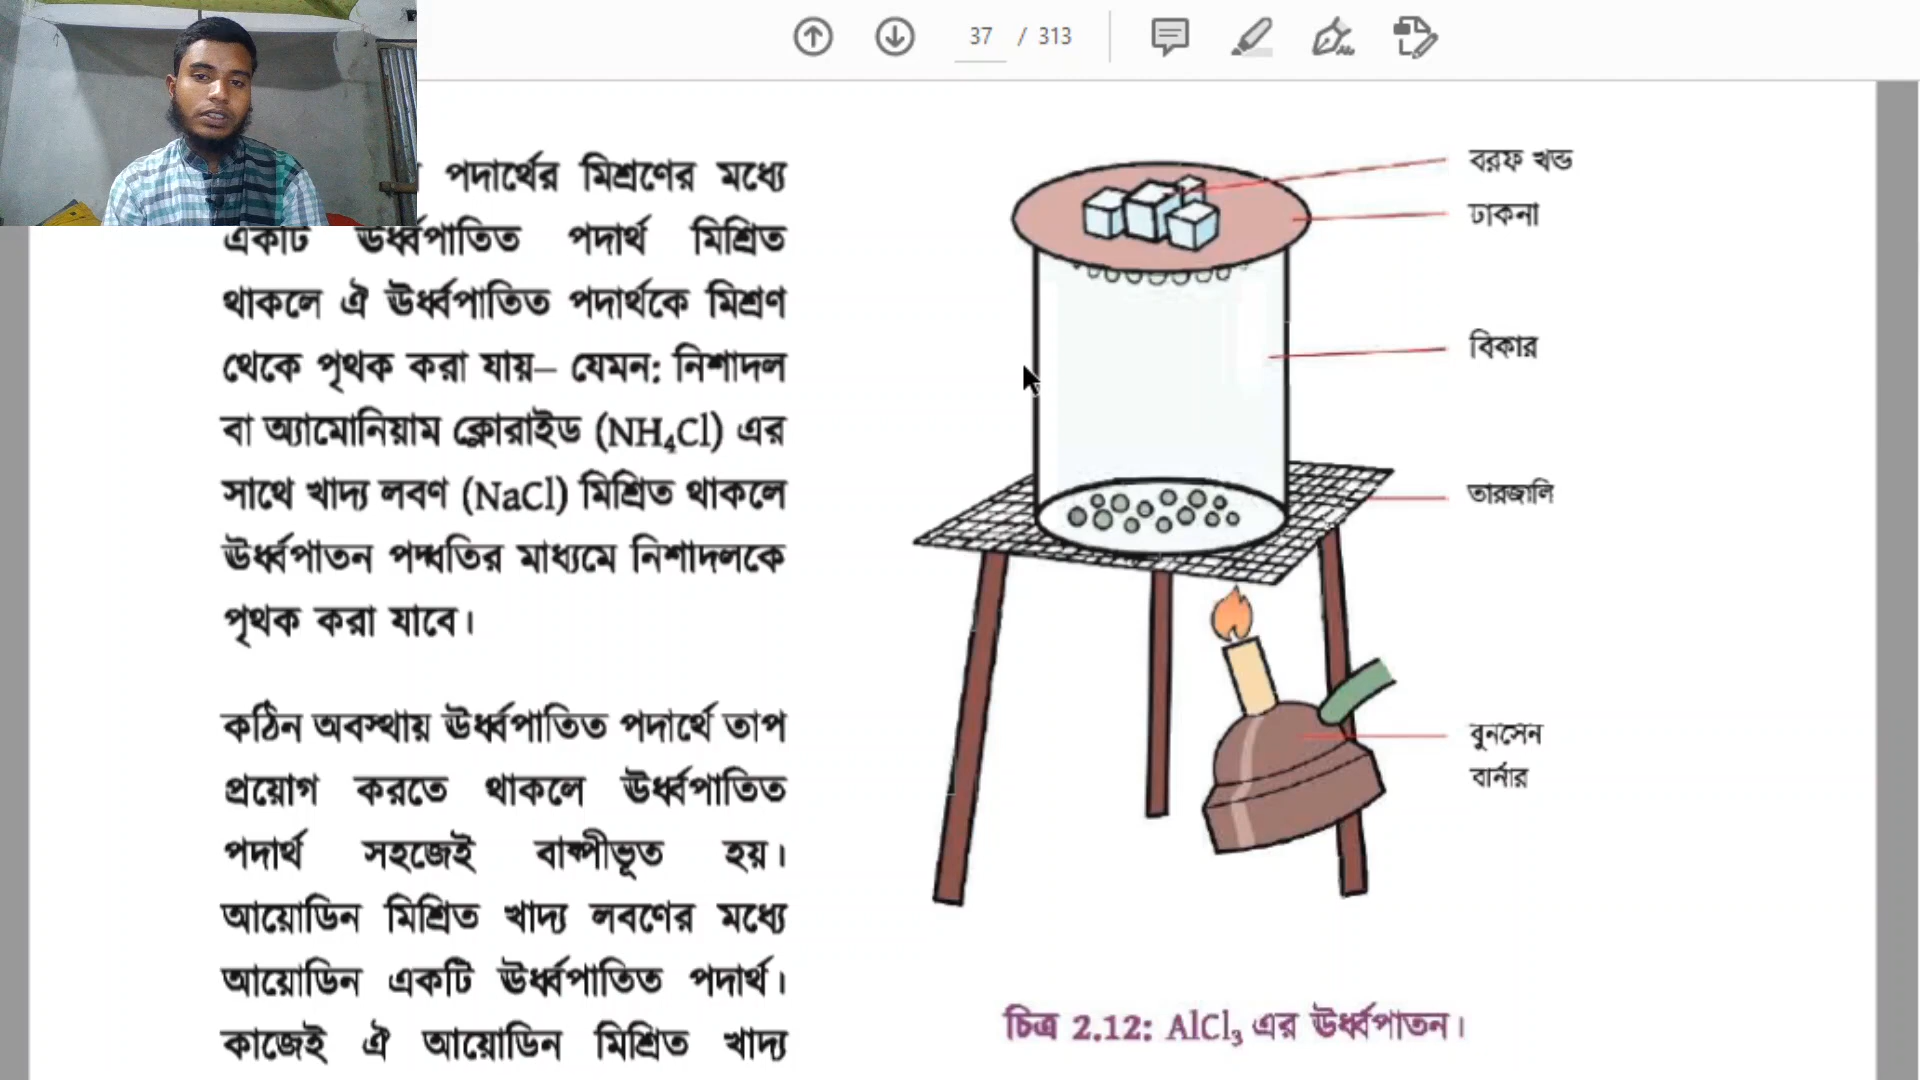 37 / 313
পদার্থের মিশ্রণের মধ্যে
একটি ঊর্ধ্বপাতিত পদার্থ মিশ্রিত
থাকলে ঐ ঊর্ধ্বপাতিত পদার্থকে মিশ্রণ
থেকে পৃথক করা যায়– যেমন: নিশাদল
বা অ্যামোনিয়াম ক্লোরাইড (NH₄Cl) এর
সাথে খাদ্য লবণ (NaCl) মিশ্রিত থাকলে
ঊর্ধ্বপাতন পদ্ধতির মাধ্যমে নিশাদলকে
পৃথক করা যাবে।
কঠিন অবস্থায় ঊর্ধ্বপাতিত পদার্থে তাপ
প্রয়োগ করতে থাকলে ঊর্ধ্বপাতিত
পদার্থ সহজেই বাষ্পীভূত হয়।
আয়োডিন মিশ্রিত খাদ্য লবণের মধ্যে
আয়োডিন একটি ঊর্ধ্বপাতিত পদার্থ।
কাজেই ঐ আয়োডিন মিশ্রিত খাদ্য
বরফ খন্ড
ঢাকনা
বিকার
তারজালি
বুনসেন
বার্নার
চিত্র 2.12: AlCl₃ এর ঊর্ধ্বপাতন।